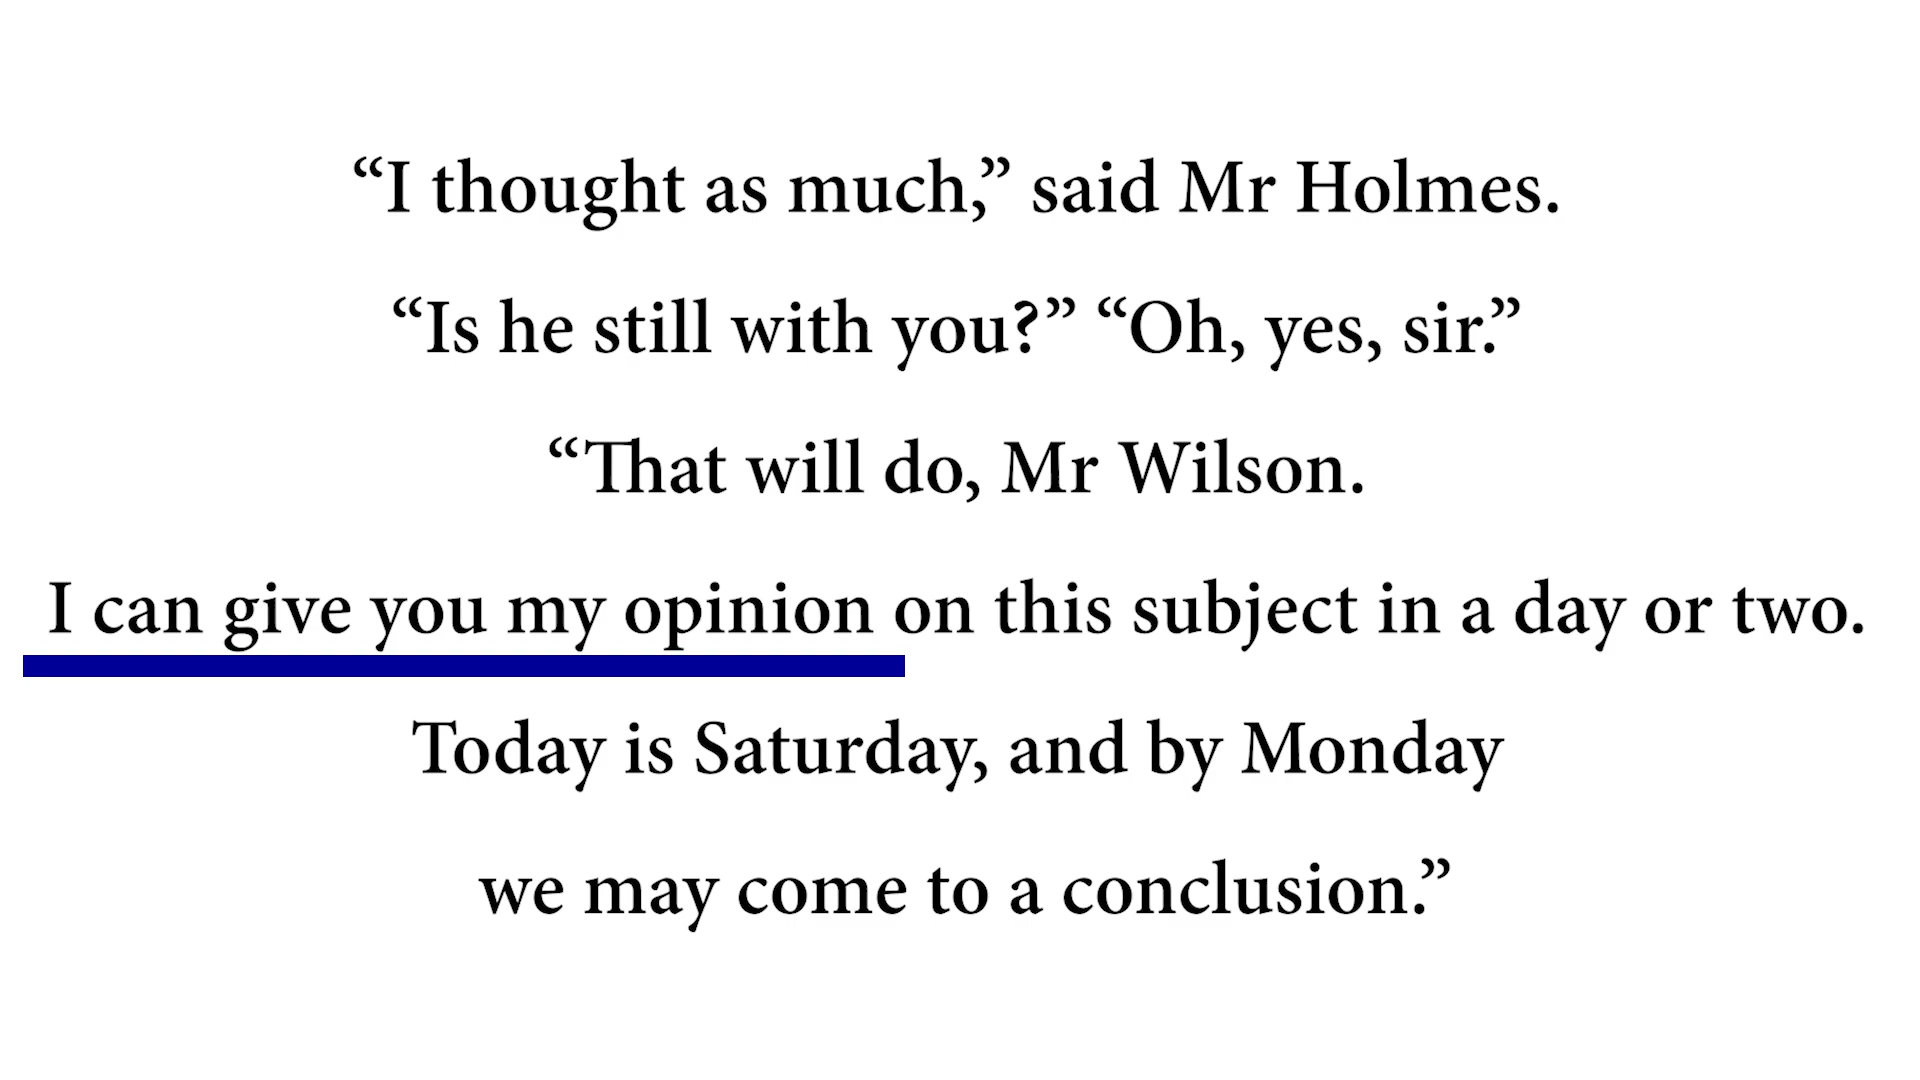 “I thought as much,” said Mr Holmes.
“Is he still with you?” “Oh, yes, sir.”
“That will do, Mr Wilson.
I can give you my opinion on this subject in a day or two.
Today is Saturday, and by Monday
we may come to a conclusion.”